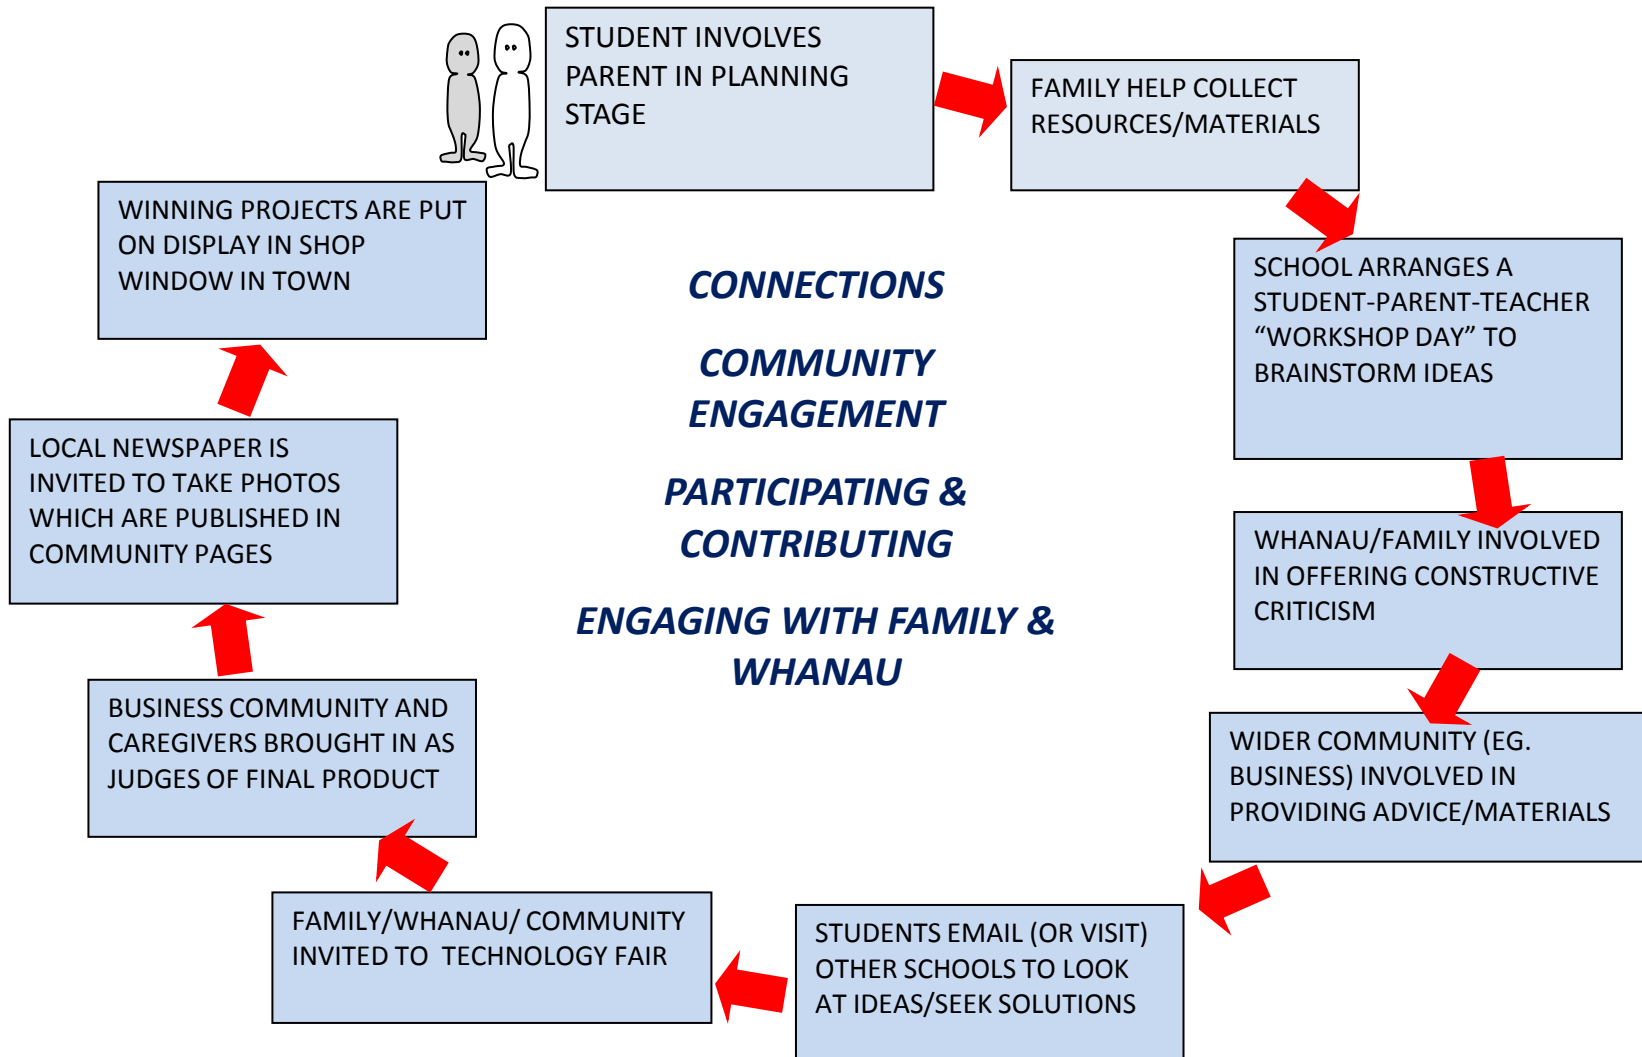 STUDENT INVOLVES
PARENT IN PLANNING
STAGE
FAMILY HELP COLLECT
RESOURCES/MATERIALS
SCHOOL ARRANGES A
STUDENT-PARENT-TEACHER
“WORKSHOP DAY” TO
BRAINSTORM IDEAS
WHANAU/FAMILY INVOLVED
IN OFFERING CONSTRUCTIVE
CRITICISM
WIDER COMMUNITY (EG.
BUSINESS) INVOLVED IN
PROVIDING ADVICE/MATERIALS
STUDENTS EMAIL (OR VISIT)
OTHER SCHOOLS TO LOOK
AT IDEAS/SEEK SOLUTIONS
FAMILY/WHANAU/ COMMUNITY
INVITED TO TECHNOLOGY FAIR
BUSINESS COMMUNITY AND
CAREGIVERS BROUGHT IN AS
JUDGES OF FINAL PRODUCT
LOCAL NEWSPAPER IS
INVITED TO TAKE PHOTOS
WHICH ARE PUBLISHED IN
COMMUNITY PAGES
WINNING PROJECTS ARE PUT
ON DISPLAY IN SHOP
WINDOW IN TOWN
CONNECTIONS
COMMUNITY
ENGAGEMENT
PARTICIPATING &
CONTRIBUTING
ENGAGING WITH FAMILY &
WHANAU